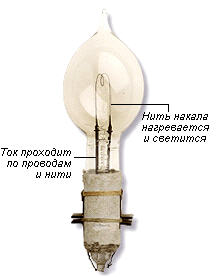 Нить накала
нагревается
и светится
Ток проходит
по проводам
и нити